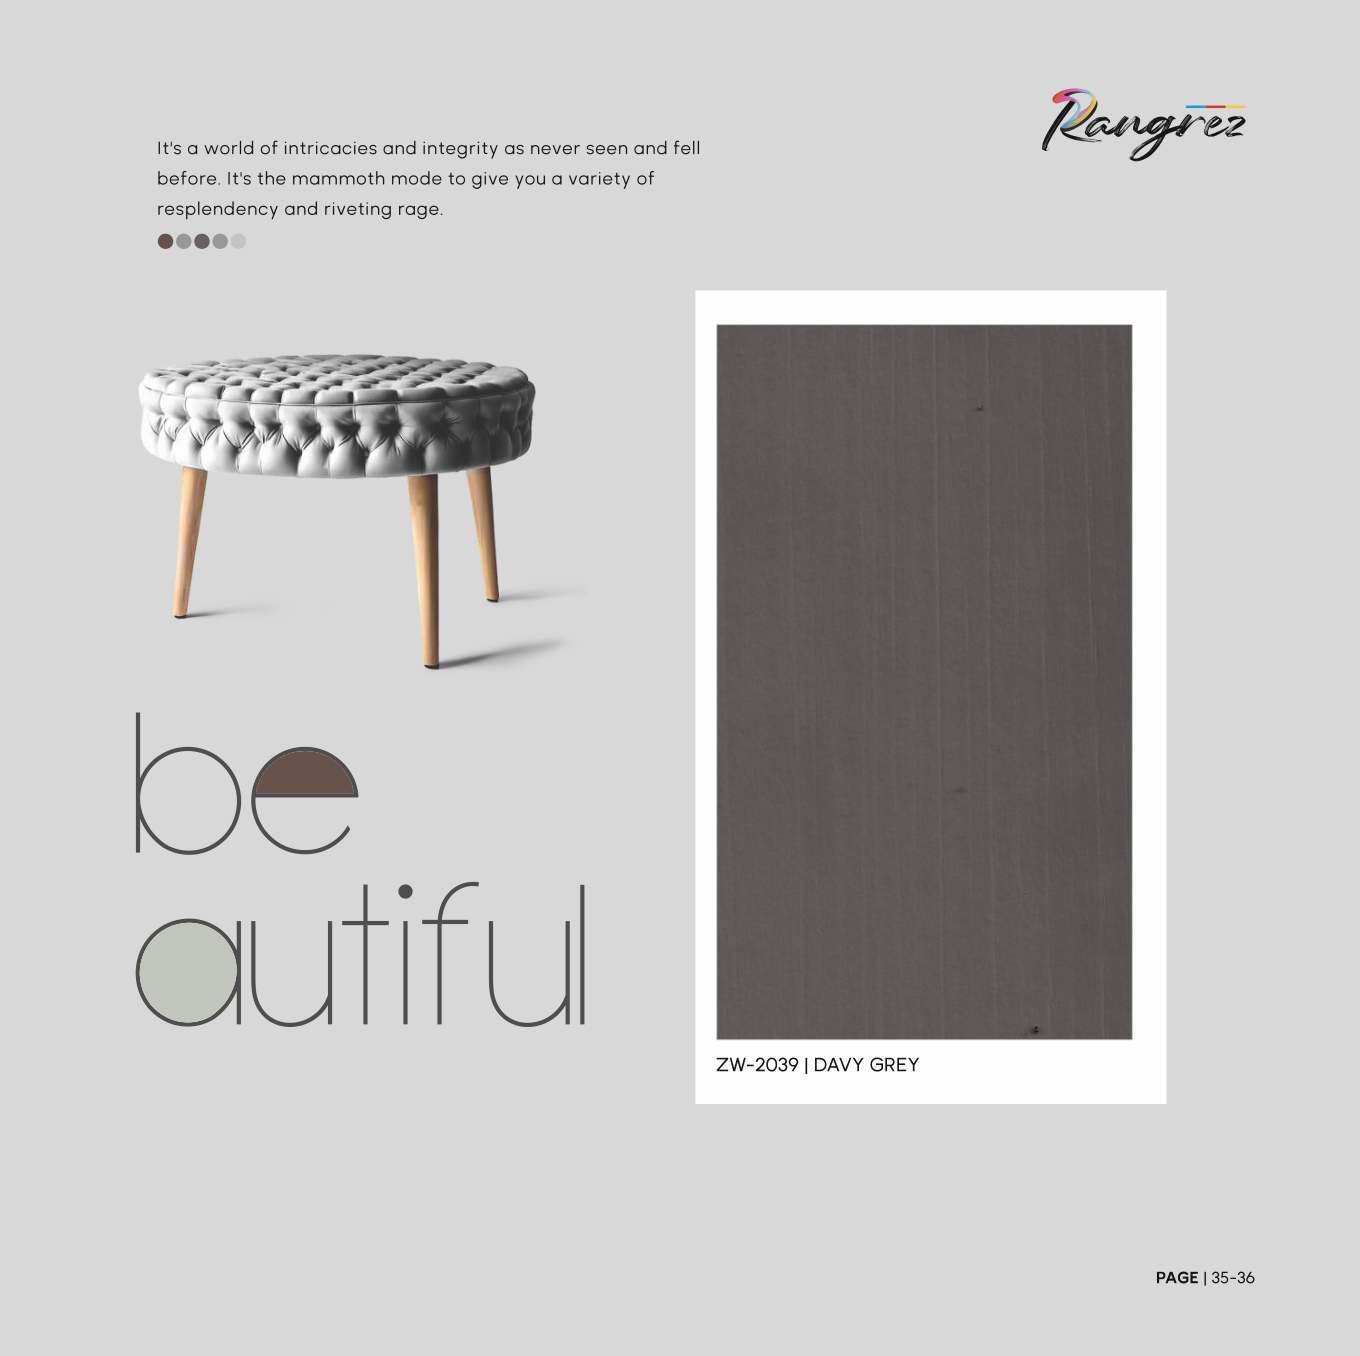 Rangrez
It's a world of intricacies and integrity as never seen and fell
before. It's the mammoth mode to give you a variety of
resplendency and riveting rage.
be
autiful
ZW-2039 | DAVY GREY
PAGE | 35-36